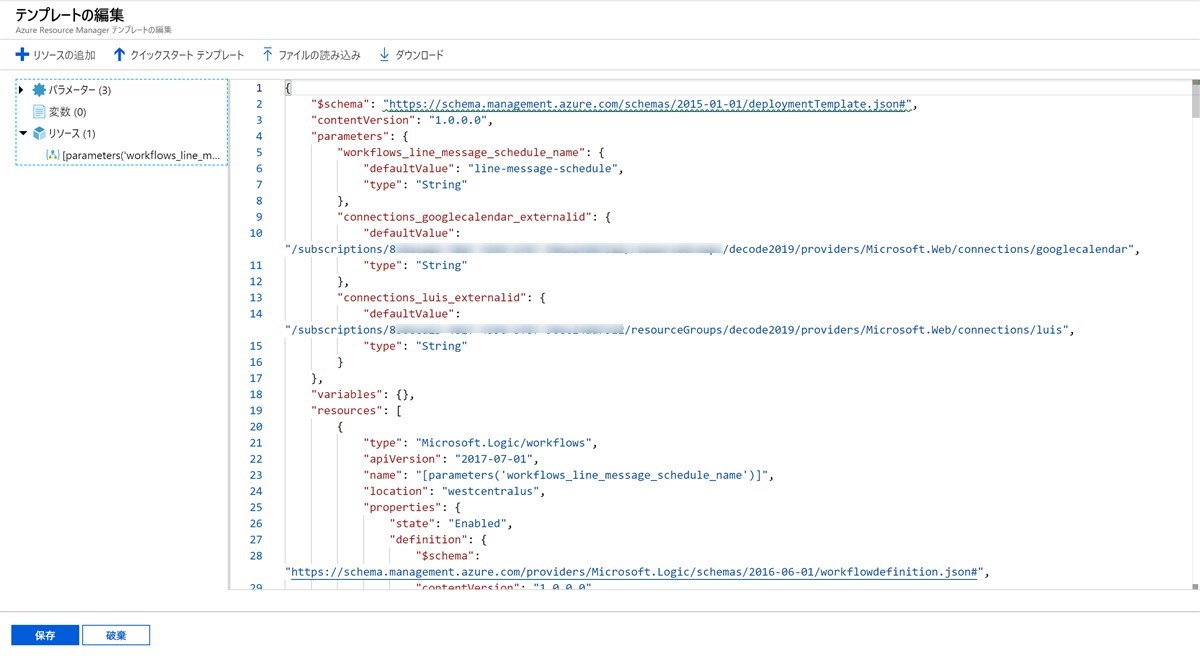 テンプレートの編集
Azure Resource Manager テンプレートの編集
リソースの追加 クイックスタート テンプレート ファイルの読み込み ダウンロード
パラメーター (3)
変数 (0)
リソース (1)
[parameters('workflows_line_m...
1 {
2 "$schema": "https://schema.management.azure.com/schemas/2015-01-01/deploymentTemplate.json#",
3 "contentVersion": "1.0.0.0",
4 "parameters": {
5 "workflows_line_message_schedule_name": {
6 "defaultValue": "line-message-schedule",
7 "type": "String"
8 },
9 "connections_googlecalendar_externalid": {
10 "defaultValue":
"/subscriptions/8 /decode2019/providers/Microsoft.Web/connections/googlecalendar",
11 "type": "String"
12 },
13 "connections_luis_externalid": {
14 "defaultValue":
"/subscriptions/8 /resourceGroups/decode2019/providers/Microsoft.Web/connections/luis",
15 "type": "String"
16 }
17 },
18 "variables": {},
19 "resources": [
20 {
21 "type": "Microsoft.Logic/workflows",
22 "apiVersion": "2017-07-01",
23 "name": "[parameters('workflows_line_message_schedule_name')]",
24 "location": "westcentralus",
25 "properties": {
26 "state": "Enabled",
27 "definition": {
28 "$schema":
"https://schema.management.azure.com/providers/Microsoft.Logic/schemas/2016-06-01/workflowdefinition.json#",
29 "contentVersion": "1.0.0.0"
保存 破棄